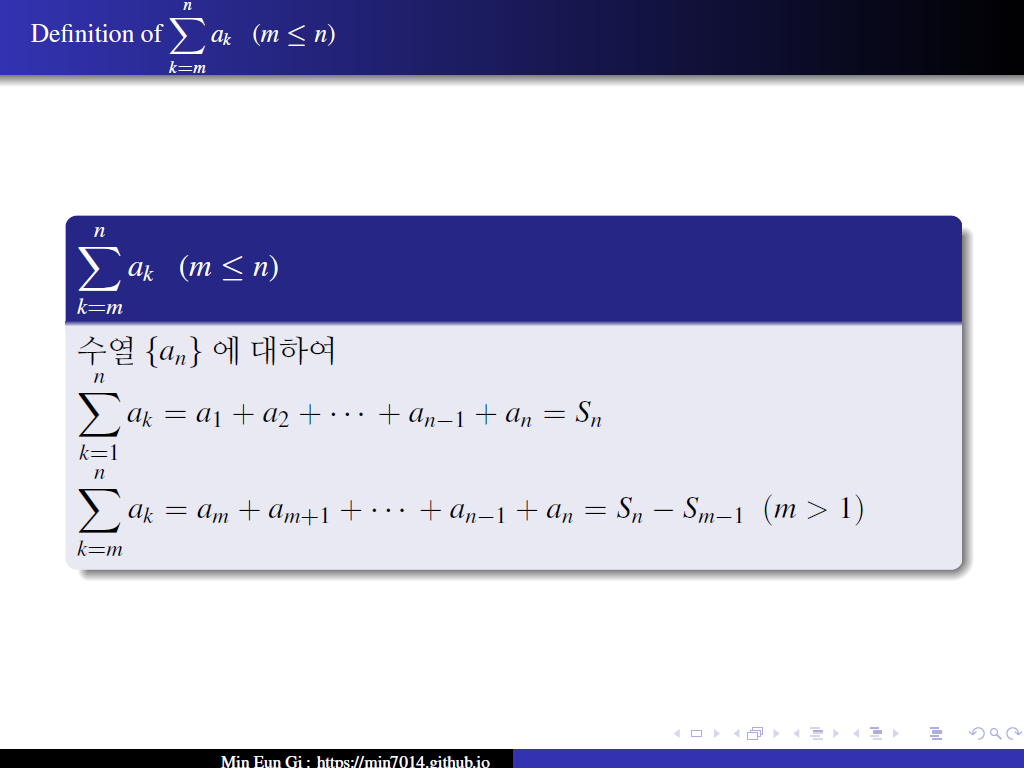 Definition of $\sum_{k=m}^{n} a_k \quad (m \leq n)$
$\sum_{k=m}^{n} a_k \quad (m \leq n)$
수열 $\{a_n\}$ 에 대하여
$\sum_{k=1}^{n} a_k = a_1 + a_2 + \cdots + a_{n-1} + a_n = S_n$
$\sum_{k=m}^{n} a_k = a_m + a_{m+1} + \cdots + a_{n-1} + a_n = S_n - S_{m-1} \quad (m > 1)$
Min Eun Gi : https://min7014.github.io